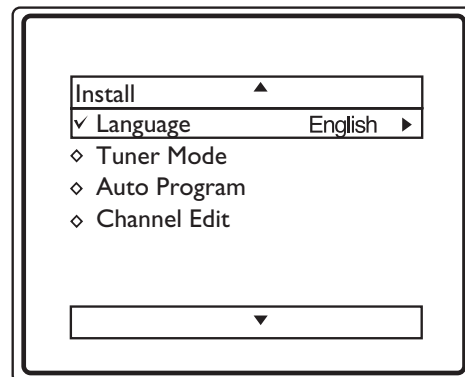 Install
Language English
Tuner Mode
Auto Program
Channel Edit